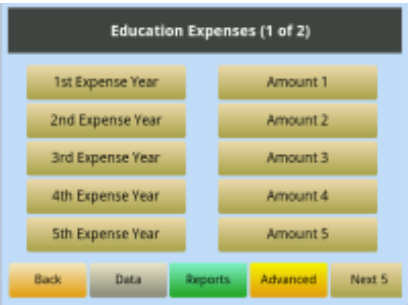 Education Expenses (1 of 2)
1st Expense Year Amount 1
2nd Expense Year Amount 2
3rd Expense Year Amount 3
4th Expense Year Amount 4
5th Expense Year Amount 5
Back Data Reports Advanced Next 5